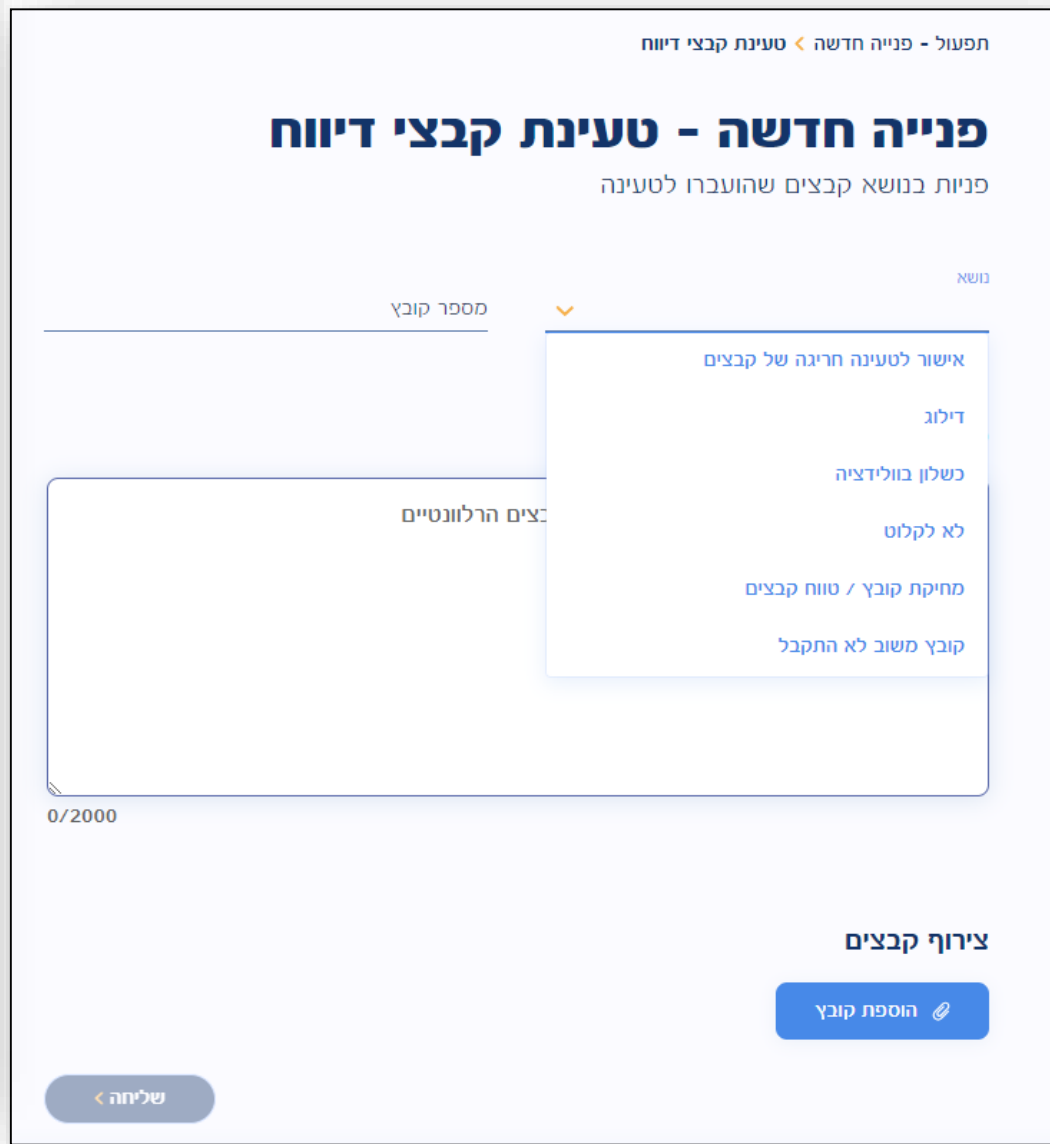 תפעול - פנייה חדשה > טעינת קבצי דיווח
פנייה חדשה - טעינת קבצי דיווח
פניות בנושא קבצים שהועברו לטעינה
נושא
מספר קובץ
אישור לטעינה חריגה של קבצים
דילוג
כשלון בוולידציה
לא לקלוט
מחיקת קובץ / טווח קבצים
קובץ משוב לא התקבל
הרלוונטיים
0/2000
צירוף קבצים
הוספת קובץ
שליחה >